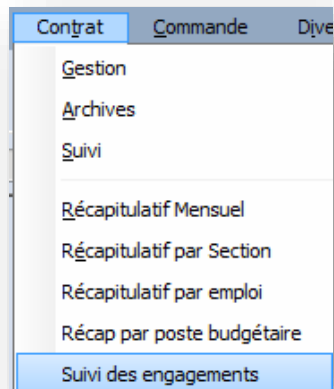 Contrat Commande Dive
Gestion
Archives
Suivi
Récapitulatif Mensuel
Récapitulatif par Section
Récapitulatif par emploi
Récap par poste budgétaire
Suivi des engagements